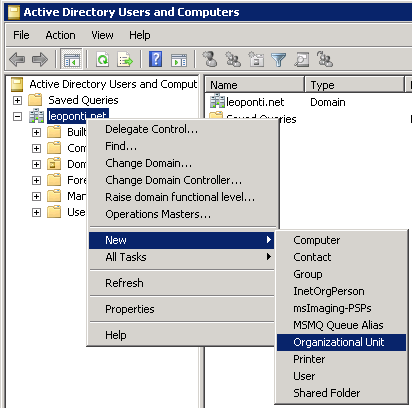 Active Directory Users and Computers
File Action View Help
Active Directory Users and Comput
Saved Queries
leoponti.net
Built
Com
Dom
Fore
Man
Use
Name Type
leoponti.net Domain
Saved Queries
Delegate Control...
Find...
Change Domain...
Change Domain Controller...
Raise domain functional level...
Operations Masters...
New
All Tasks
Refresh
Properties
Help
Computer
Contact
Group
InetOrgPerson
msImaging-PSPs
MSMQ Queue Alias
Organizational Unit
Printer
User
Shared Folder